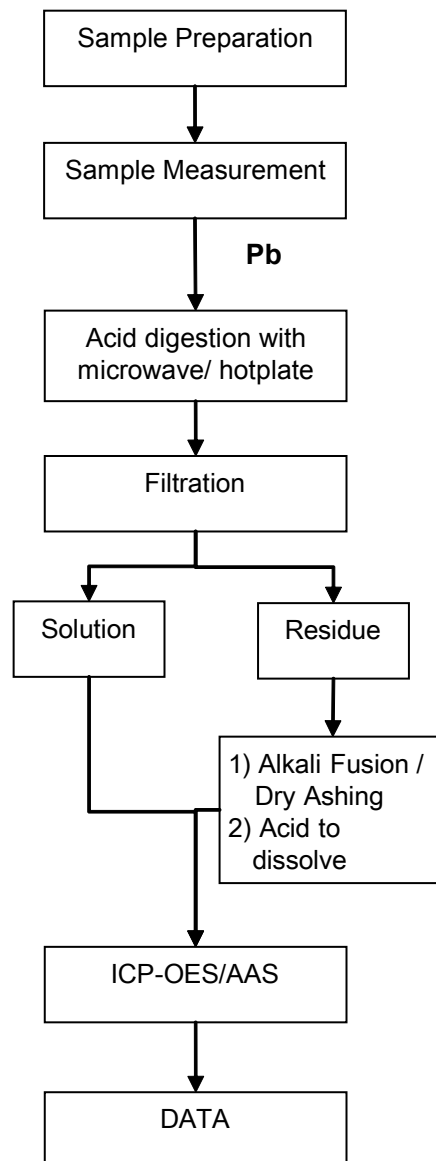 Sample Preparation
Sample Measurement
Pb
Acid digestion with
microwave/ hotplate
Filtration
Solution
Residue
1) Alkali Fusion /
Dry Ashing
2) Acid to
dissolve
ICP-OES/AAS
DATA